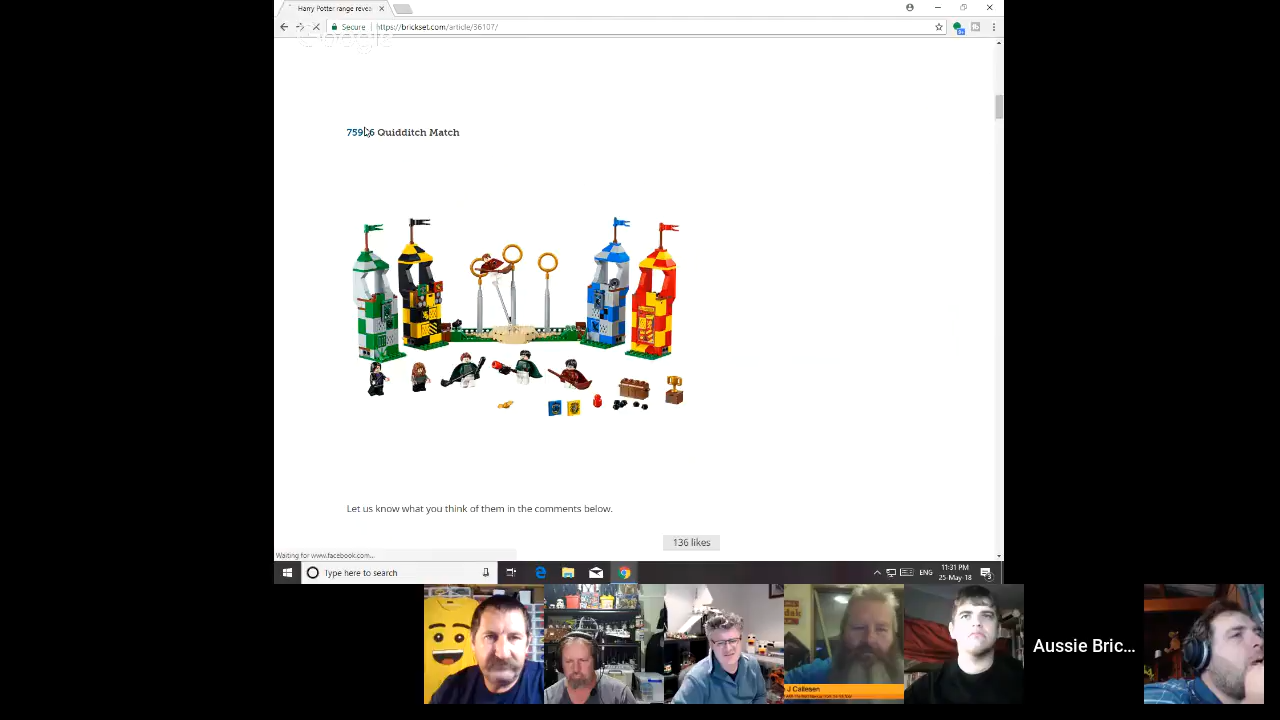 Harry Potter range revea
Secure https://brickset.com/article/36107/
Quidditch Match
Let us know what you think of them in the comments below.
136 likes
Waiting for www.facebook.com...
Type here to search
ENG
11:31 PM
25-May-18
3
J Callesen
Aussie Bric...